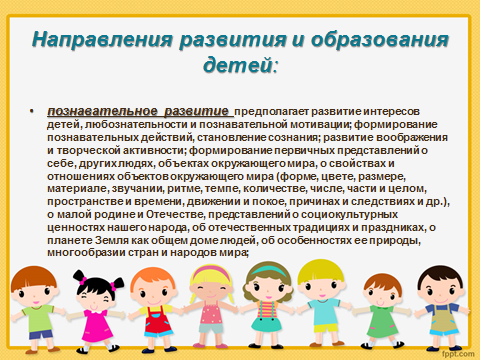 Направления развития и образования
детей:
• познавательное развитие предполагает развитие интересов
детей, любознательности и познавательной мотивации; формирование
познавательных действий, становление сознания; развитие воображения
и творческой активности; формирование первичных представлений о
себе, других людях, объектах окружающего мира, о свойствах и
отношениях объектов окружающего мира (форме, цвете, размере,
материале, звучании, ритме, темпе, количестве, числе, части и целом,
пространстве и времени, движении и покое, причинах и следствиях и др.),
о малой родине и Отечестве, представлений о социокультурных
ценностях нашего народа, об отечественных традициях и праздниках, о
планете Земля как общем доме людей, об особенностях ее природы,
многообразии стран и народов мира;
fppt.com